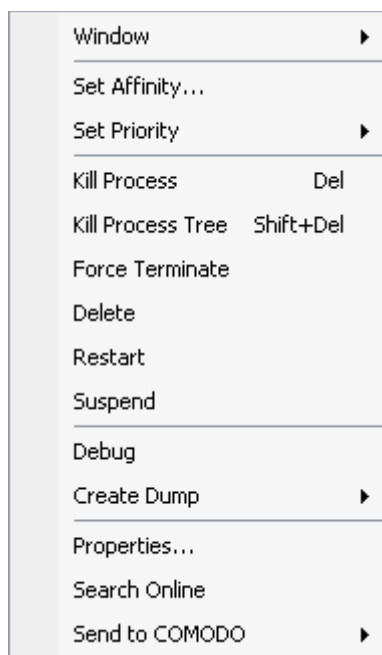 Window
Set Affinity...
Set Priority
Kill Process Del
Kill Process Tree Shift+Del
Force Terminate
Delete
Restart
Suspend
Debug
Create Dump
Properties...
Search Online
Send to COMODO